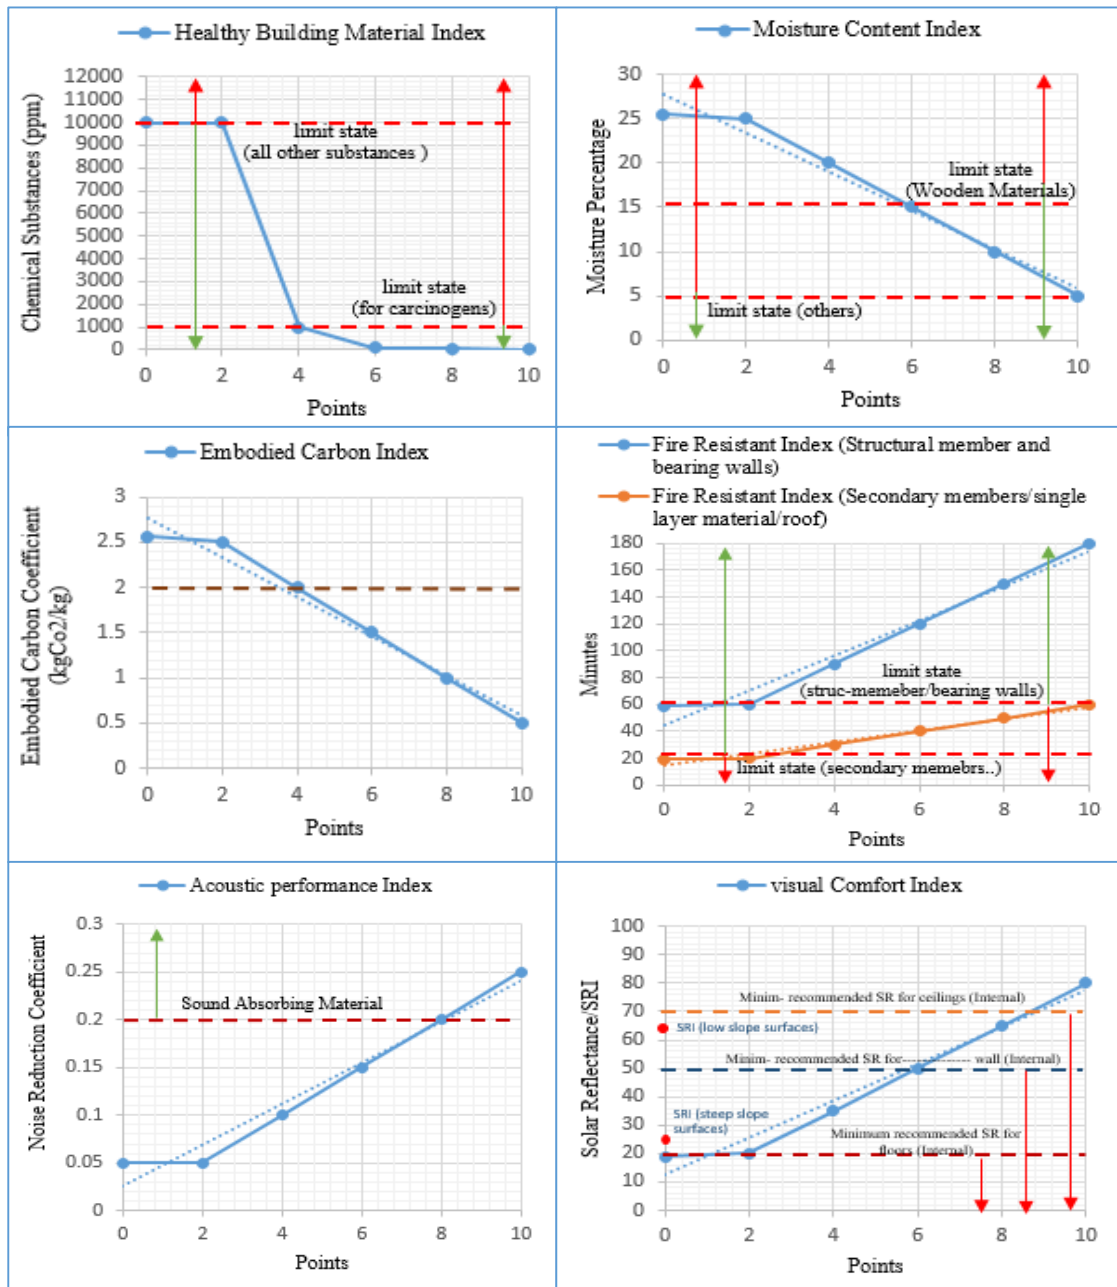 Healthy Building Material Index
Chemical Substances (ppm)
12000
11000
10000
9000
8000
7000
6000
5000
4000
3000
2000
1000
0
limit state
(all other substances )
limit state
(for carcinogens)
0 2 4 6 8 10
Points
Moisture Content Index
Moisture Percentage
30
25
20
15
10
5
0
limit state
(Wooden Materials)
limit state (others)
0 2 4 6 8 10
Points
Embodied Carbon Index
Embodied Carbon Coefficient
(kgCo2/kg)
3
2.5
2
1.5
1
0.5
0
0 2 4 6 8 10
Points
Fire Resistant Index (Structural member and
bearing walls)
Fire Resistant Index (Secondary members/single
layer material/roof)
Minutes
180
160
140
120
100
80
60
40
20
0
limit state
(struc-memeber/bearing walls)
limit state (secondary memebrs..)
0 2 4 6 8 10
Points
Acoustic performance Index
Noise Reduction Coefficient
0.3
0.25
0.2
0.15
0.1
0.05
0
Sound Absorbing Material
0 2 4 6 8 10
Points
visual Comfort Index
Solar Reflectance/SRI
100
90
80
70
60
50
40
30
20
10
0
Minim- recommended SR for ceilings (Internal)
SRI (low slope surfaces)
Minim- recommended SR for--------------- wall (Internal)
SRI (steep slope
surfaces)
Minimum recommended SR for
floors (Internal)
0 2 4 6 8 10
Points